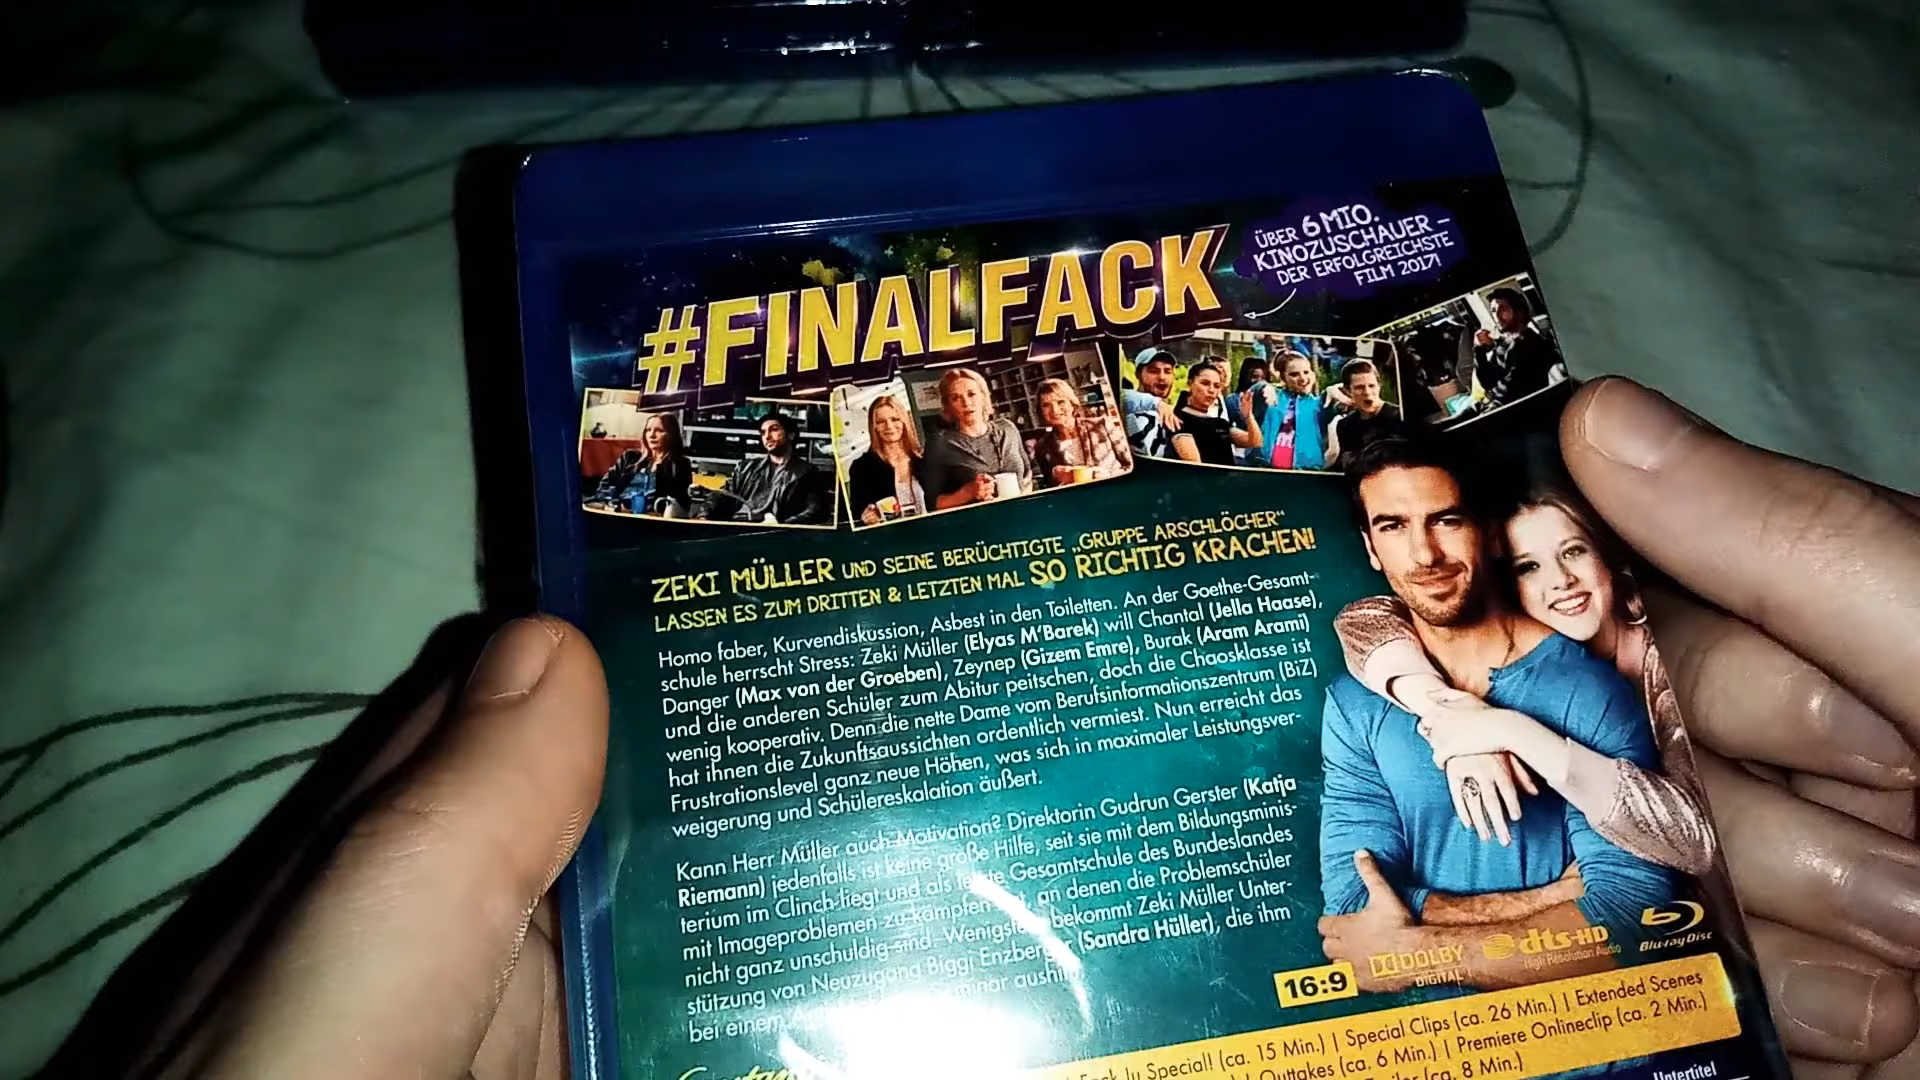 #FINALFACK
ÜBER 6 MIO.
KINOZUSCHAUER –
DER ERFOLGREICHSTE
FILM 2017!
ZEKI MÜLLER UND SEINE BERÜCHTIGTE „GRUPPE ARSCHLÖCHER“
LASSEN ES ZUM DRITTEN & LETZTEN MAL SO RICHTIG KRACHEN!
Homo faber, Kurvendiskussion, Asbest in den Toiletten. An der Goethe-Gesamt-
schule herrscht Stress: Zeki Müller (Elyas M‘Barek) will Chantal (Jella Haase),
Danger (Max von der Groeben), Zeynep (Gizem Emre), Burak (Aram Arami)
und die anderen Schüler zum Abitur peitschen, doch die Chaosklasse ist
wenig kooperativ. Denn die nette Dame vom Berufsinformationszentrum (BiZ)
hat ihnen die Zukunftsaussichten ordentlich vermiest. Nun erreicht das
Frustrationslevel ganz neue Höhen, was sich in maximaler Leistungsver-
weigerung und Schülereskalation äußert.
Kann Herr Müller auch Motivation? Direktorin Gudrun Gerster (Katja
Riemann) jedenfalls ist keine große Hilfe, seit sie mit dem Bildungsminis-
terium im Clinch liegt und als Gesamtschule des Bundeslandes
mit Imageproblemen zu kämpfen an denen die Problemschüler
nicht ganz unschuldig sind. bekommt Zeki Müller Unter-
stützung von Neuzugang Biggi Enzberger (Sandra Hüller), die ihm
bei einem
16:9
DOLBY
DIGITAL
dts-HD
High Resolution Audio
Blu-ray Disc
Fack Ju Special! (ca. 15 Min.) | Special Clips (ca. 26 Min.) | Extended Scenes
Outtakes (ca. 6 Min.) | Premiere Onlineclip (ca. 2 Min.)
(ca. 8 Min.)
Untertitel